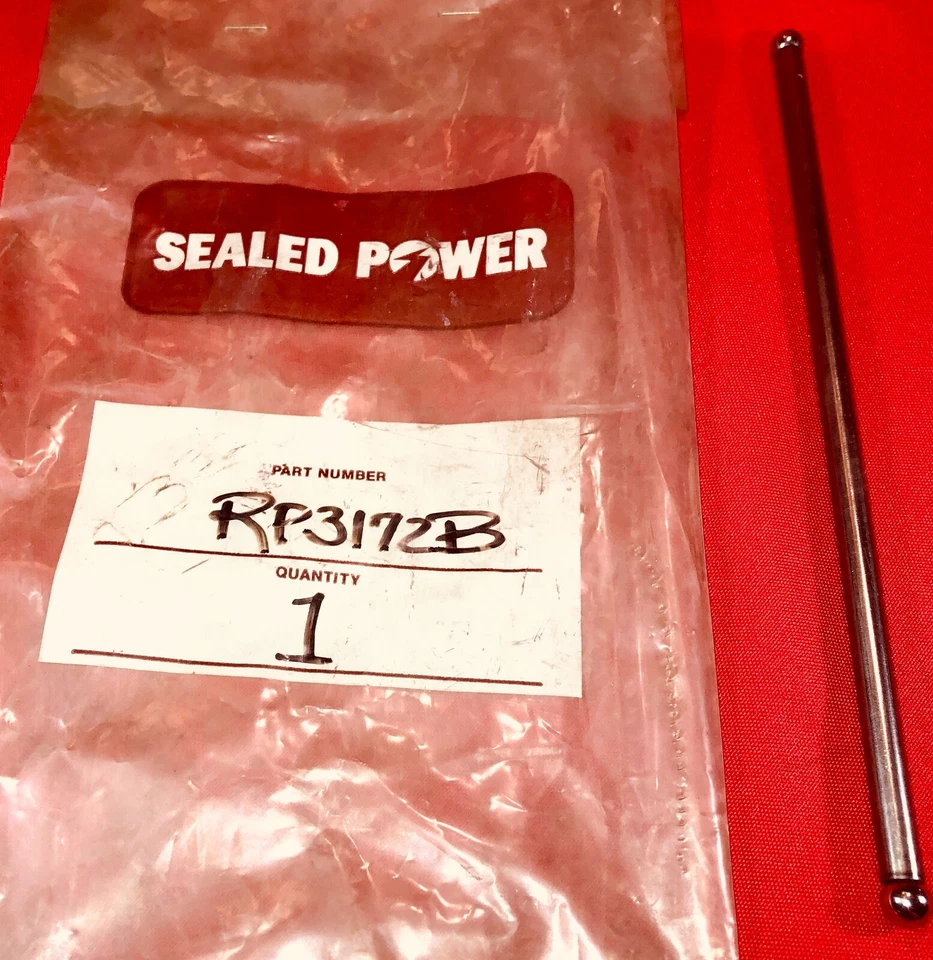 SEALED POWER
PART NUMBER
RP3172B
QUANTITY
1